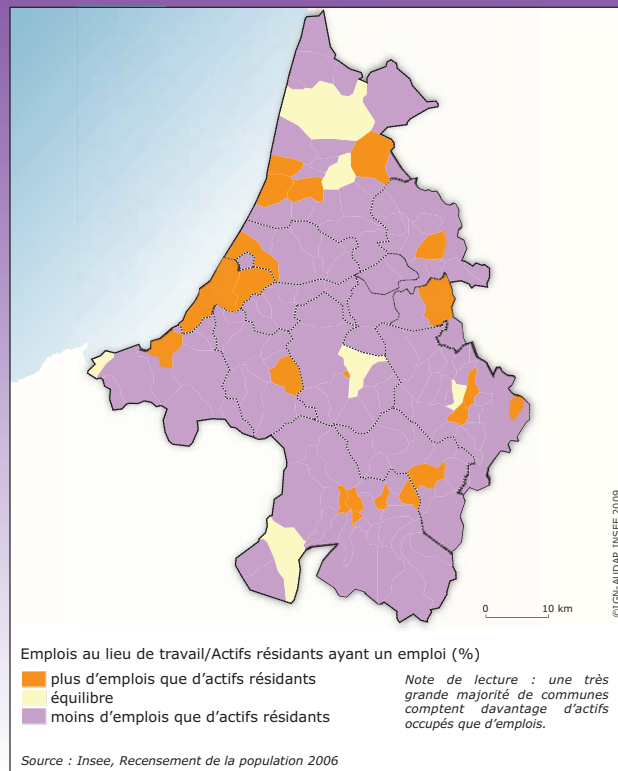 ©IGN-AUDAP, INSEE 2009
0 10 km
Emplois au lieu de travail/Actifs résidants ayant un emploi (%)
plus d'emplois que d'actifs résidants
équilibre
moins d'emplois que d'actifs résidants
Note de lecture : une très
grande majorité de communes
comptent davantage d'actifs
occupés que d'emplois.
Source : Insee, Recensement de la population 2006